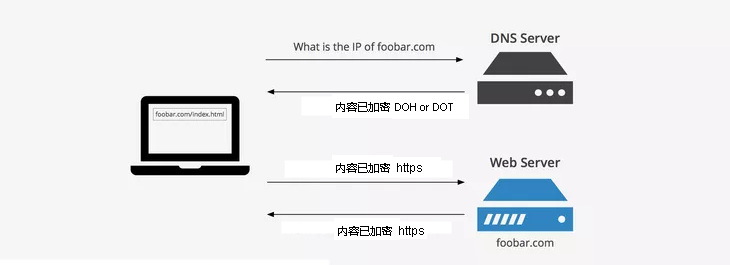 What is the IP of foobar.com
DNS Server
内容已加密 DOH or DOT
foobar.com/index.html
内容已加密 https
Web Server
内容已加密 https
foobar.com